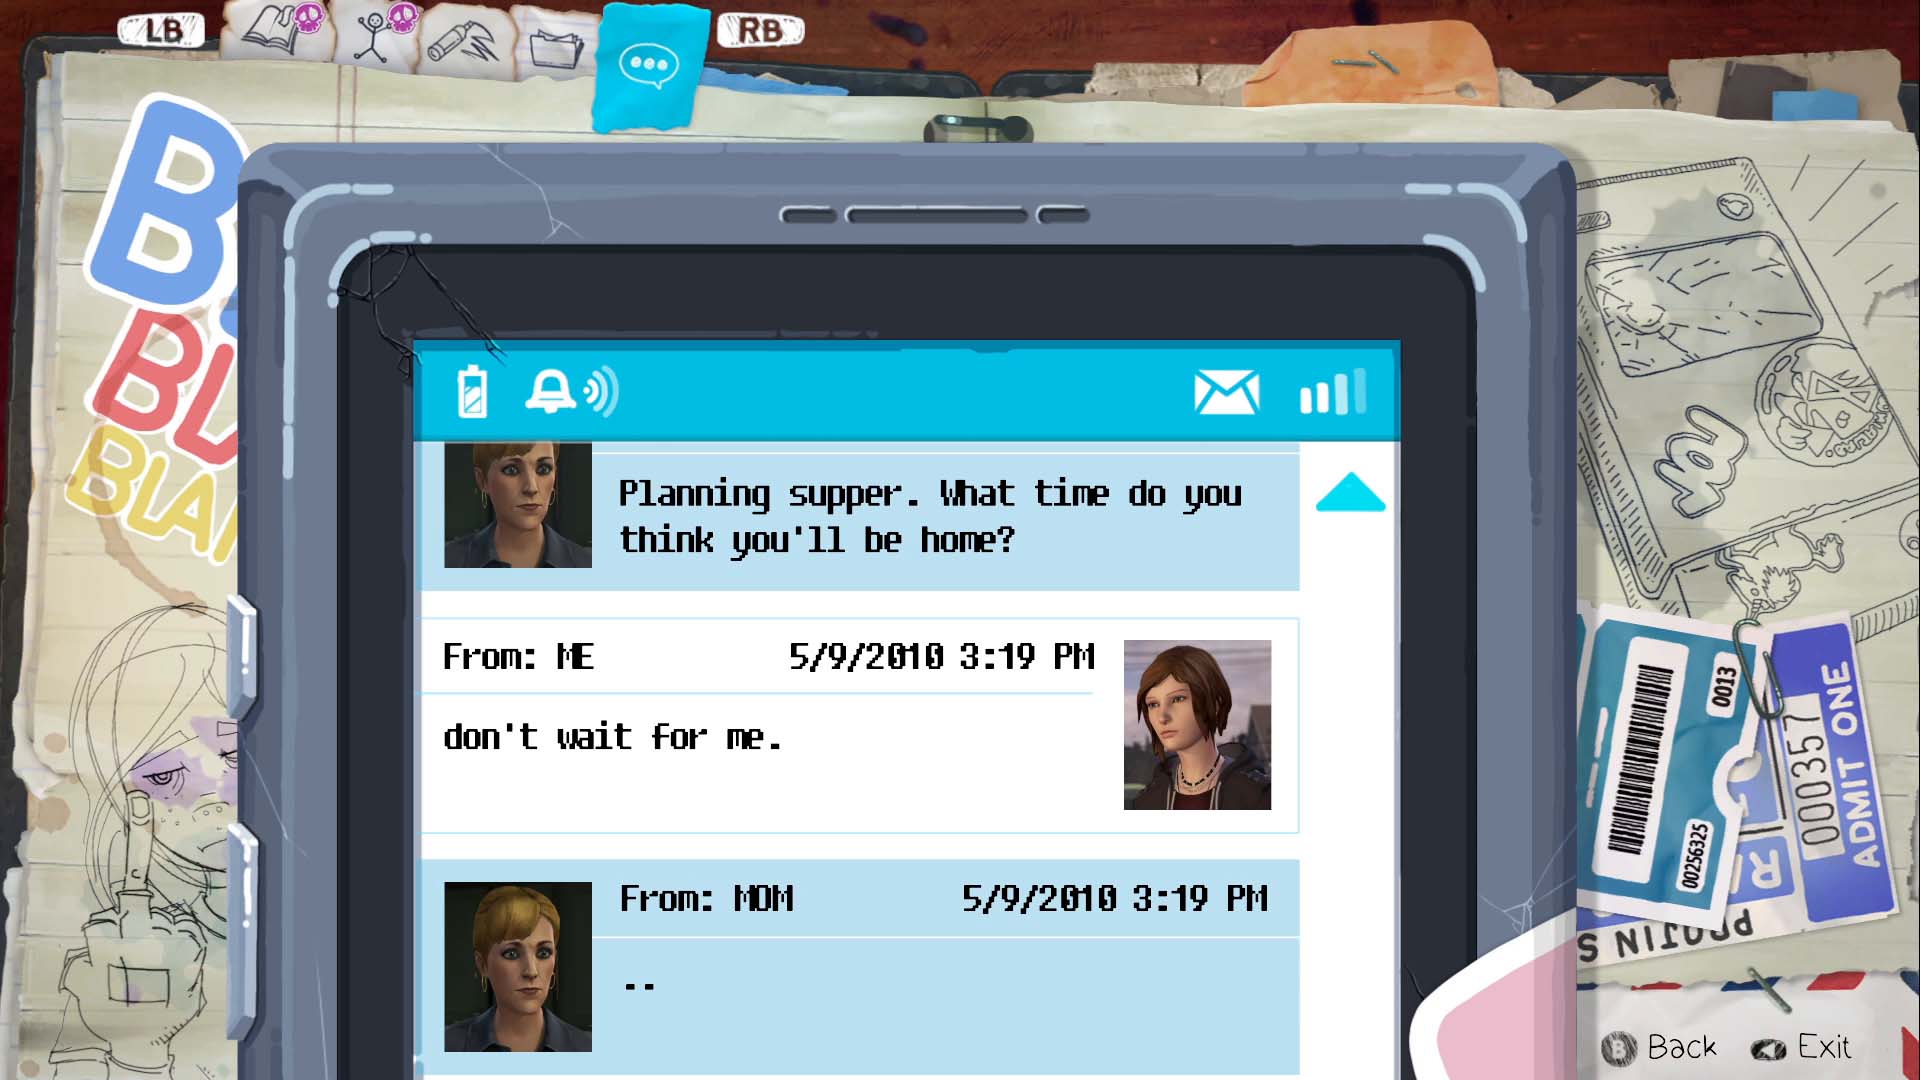 LB
RB
BLA
BLAI
Planning supper. What time do you
think you'll be home?
From: ME 5/9/2010 3:19 PM
don't wait for me.
From: MOM 5/9/2010 3:19 PM
..
0013
00256325
000357
ADMIT ONE
B Back
Exit